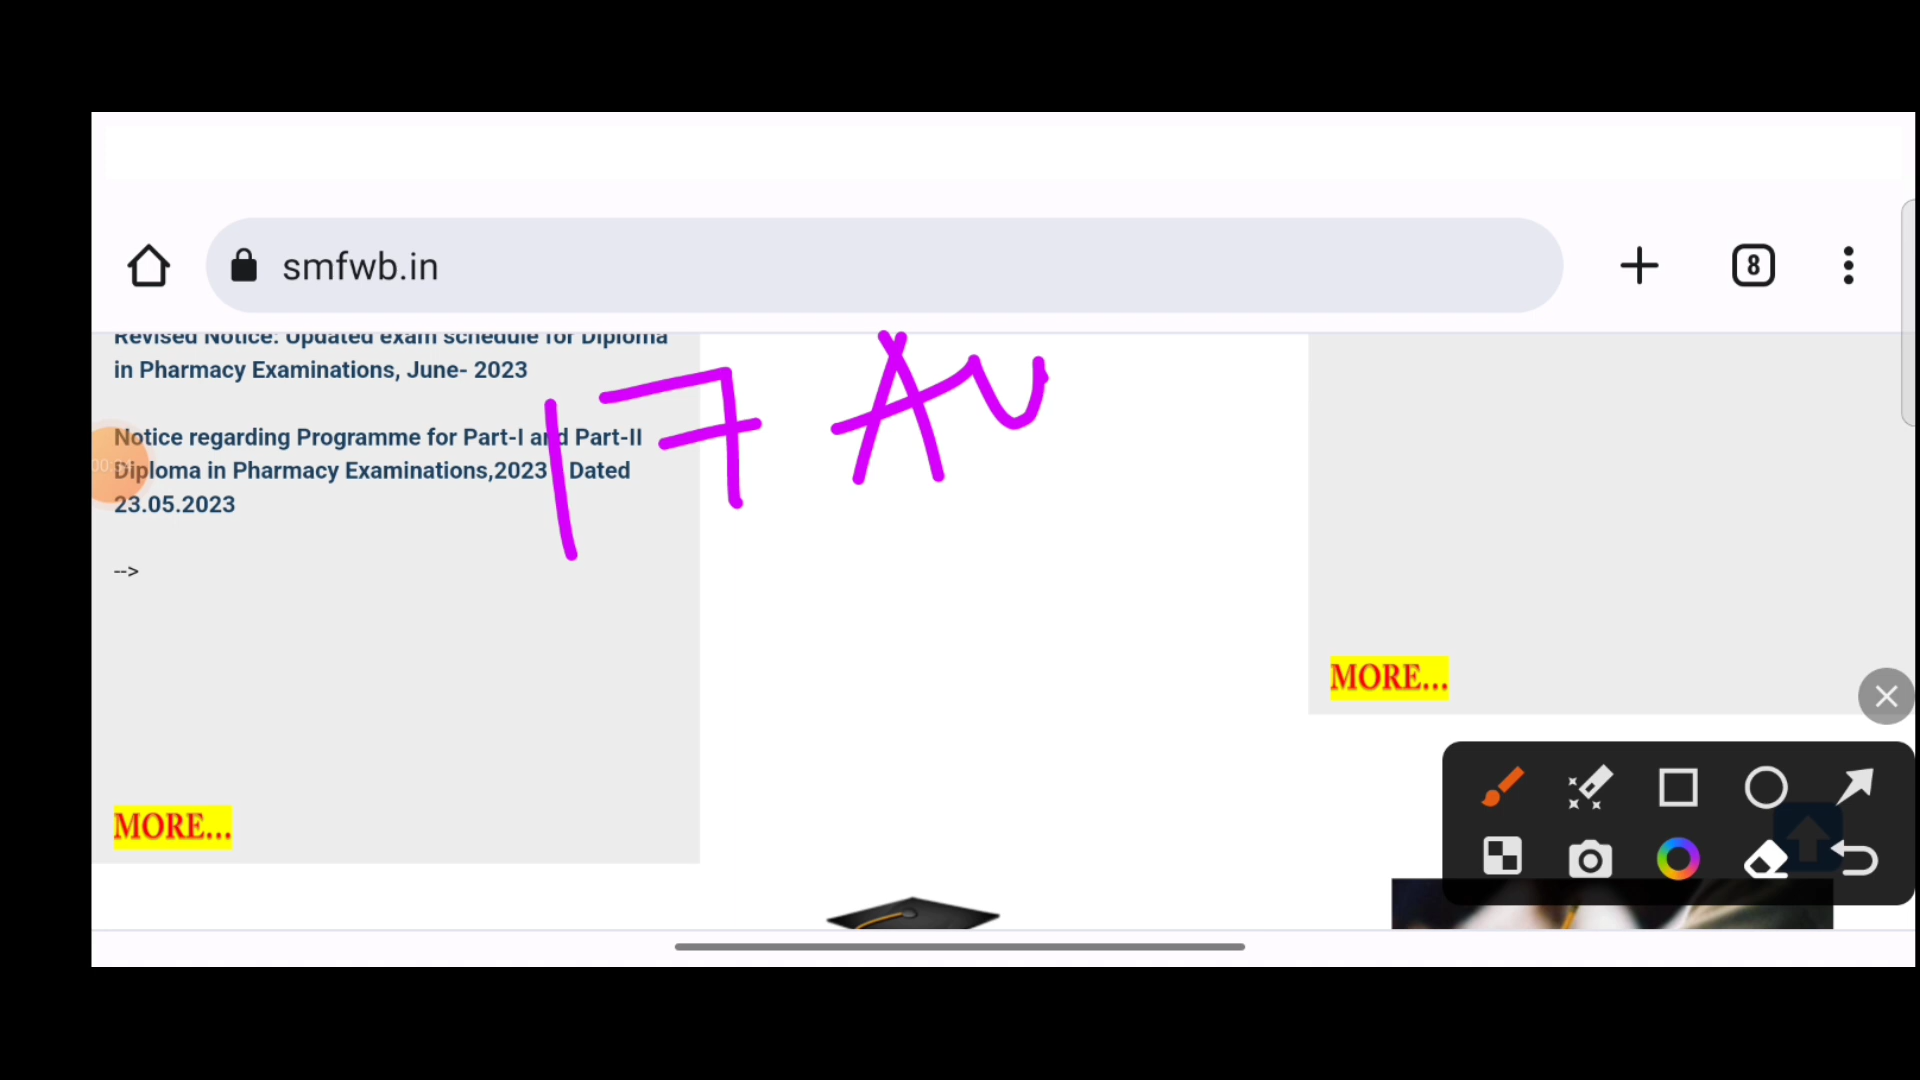 smfwb.in
8
Revised Notice: Updated exam schedule for Diploma
in Pharmacy Examinations, June- 2023
17 Au
Notice regarding Programme for Part-I and Part-II
Diploma in Pharmacy Examinations,2023 Dated
23.05.2023
-->
MORE...
MORE...